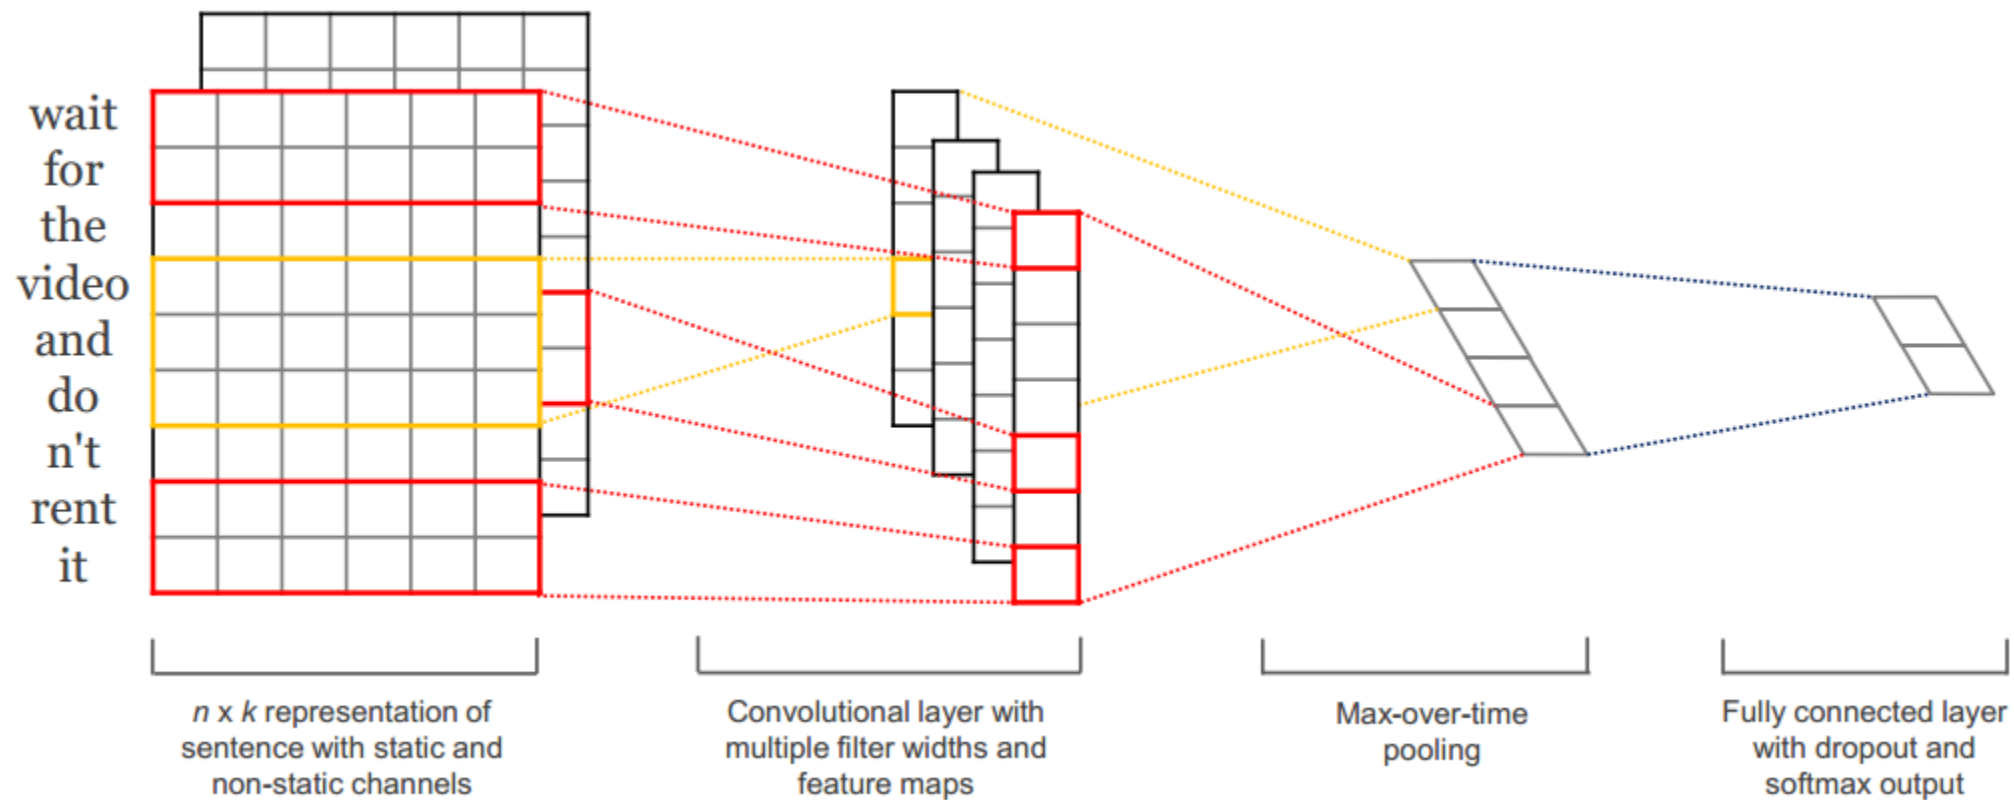 wait
for
the
video
and
do
n't
rent
it
n x k representation of
sentence with static and
non-static channels
Convolutional layer with
multiple filter widths and
feature maps
Max-over-time
pooling
Fully connected layer
with dropout and
softmax output